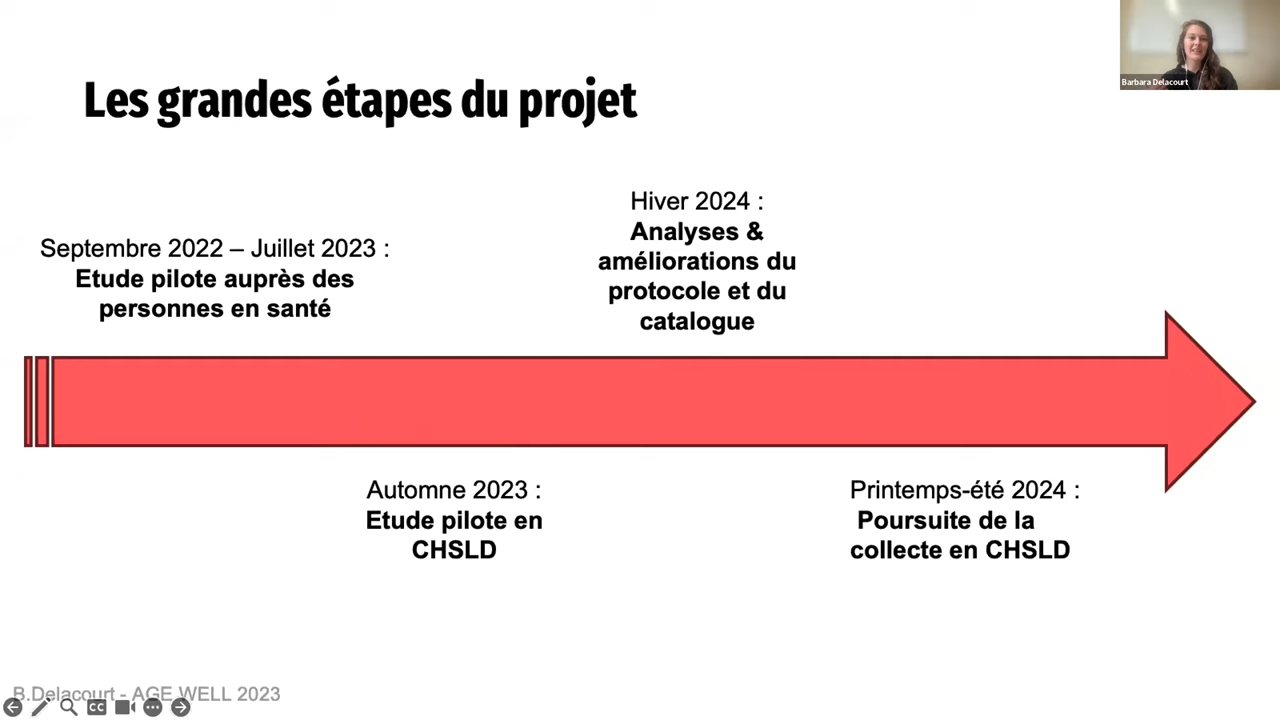 Barbara Delacourt
Les grandes étapes du projet
Septembre 2022 – Juillet 2023 :
Etude pilote auprès des
personnes en santé
Hiver 2024 :
Analyses &
améliorations du
protocole et du
catalogue
Automne 2023 :
Etude pilote en
CHSLD
Printemps-été 2024 :
Poursuite de la
collecte en CHSLD
B.Delacourt - AGE WELL 2023
CC